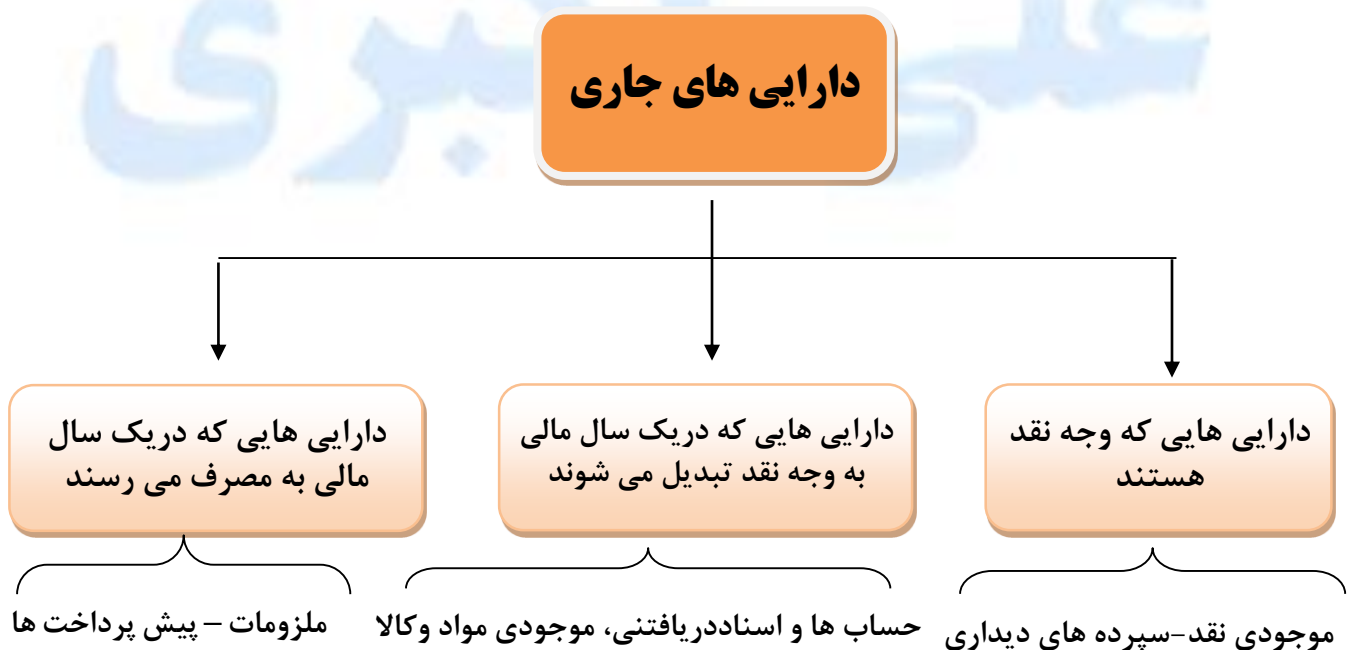 دارایی های جاری
دارایی هایی که وجه نقد
هستند
دارایی هایی که دریک سال مالی
به وجه نقد تبدیل می شوند
دارایی هایی که دریک سال
مالی به مصرف می رسند
موجودی نقد-سپرده های دیداری
حساب ها و اسناددریافتنی، موجودی مواد وکالا
ملزومات – پیش پرداخت ها